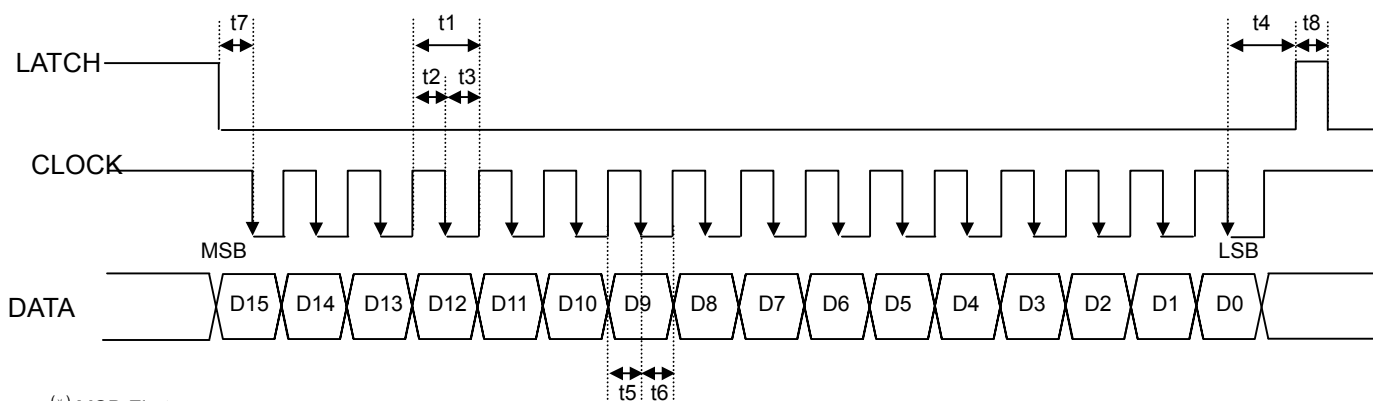 t7 t1 t4 t8
LATCH
t2 t3
CLOCK
MSB LSB
DATA D15 D14 D13 D12 D11 D10 D9 D8 D7 D6 D5 D4 D3 D2 D1 D0
t5 t6